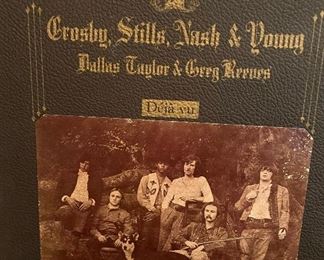 Crosby, Stills, Nash & Young
Dallas Taylor & Greg Reeves
Déjà vu